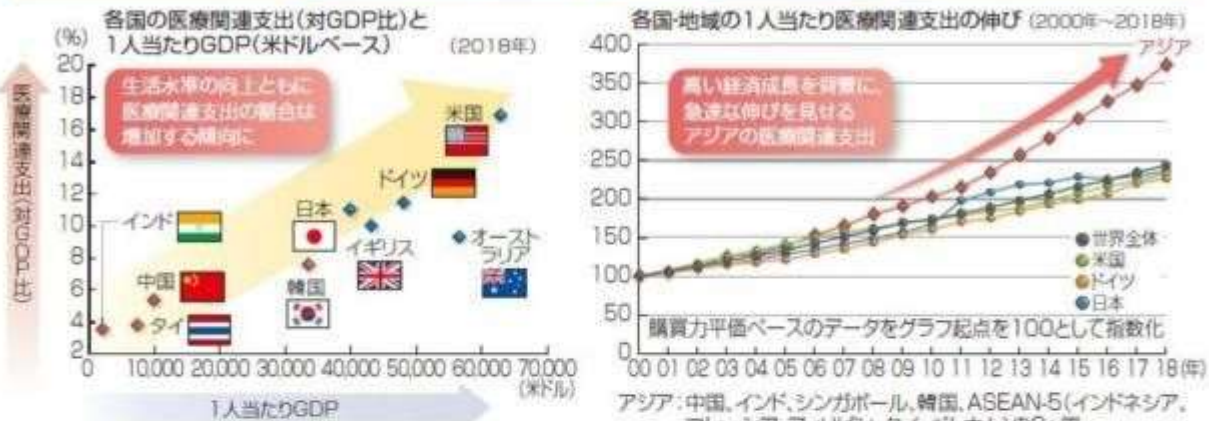 各国の医療関連支出(対GDP比)と
1人当たりGDP(米ドルベース) (2018年)
(%)
20
18
16
14
12
10
8
6
4
2
医療関連支出(対GDP比)
生活水準の向上とともに
医療関連支出の割合は
増加する傾向に
米国
ドイツ
インド
日本
イギリス
オースト
ラリア
中国
韓国
タイ
0 10,000 20,000 30,000 40,000 50,000 60,000 70,000
(米ドル)
1人当たりGDP
各国・地域の1人当たり医療関連支出の伸び (2000年~2018年)
400
350
300
250
200
150
100
50
0
アジア
高い経済成長を背景に、
急速な伸びを見せる
アジアの医療関連支出
世界全体
米国
ドイツ
日本
購買力平価ベースのデータをグラフ起点を100として指数化
00 01 02 03 04 05 06 07 08 09 10 11 12 13 14 15 16 17 18(年)
アジア:中国、インド、シンガポール、韓国、ASEAN-5(インドネシア、